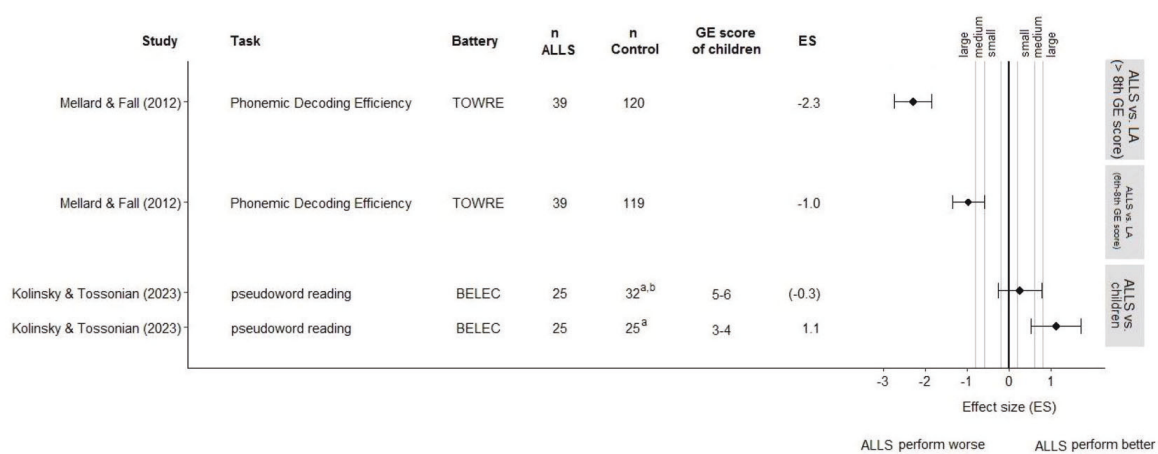 Study Task Battery n ALLS n Control GE score of children ES large medium small small medium large
Mellard & Fall (2012) Phonemic Decoding Efficiency TOWRE 39 120 -2.3
ALLS vs. LA (> 8th GE score)
Mellard & Fall (2012) Phonemic Decoding Efficiency TOWRE 39 119 -1.0
ALLS vs. LA (6th-8th GE score)
Kolinsky & Tossonian (2023) pseudoword reading BELEC 25 32a,b 5-6 (-0.3)
Kolinsky & Tossonian (2023) pseudoword reading BELEC 25 25a 3-4 1.1
ALLS vs. children
-3 -2 -1 0 1
Effect size (ES)
ALLS perform worse ALLS perform better